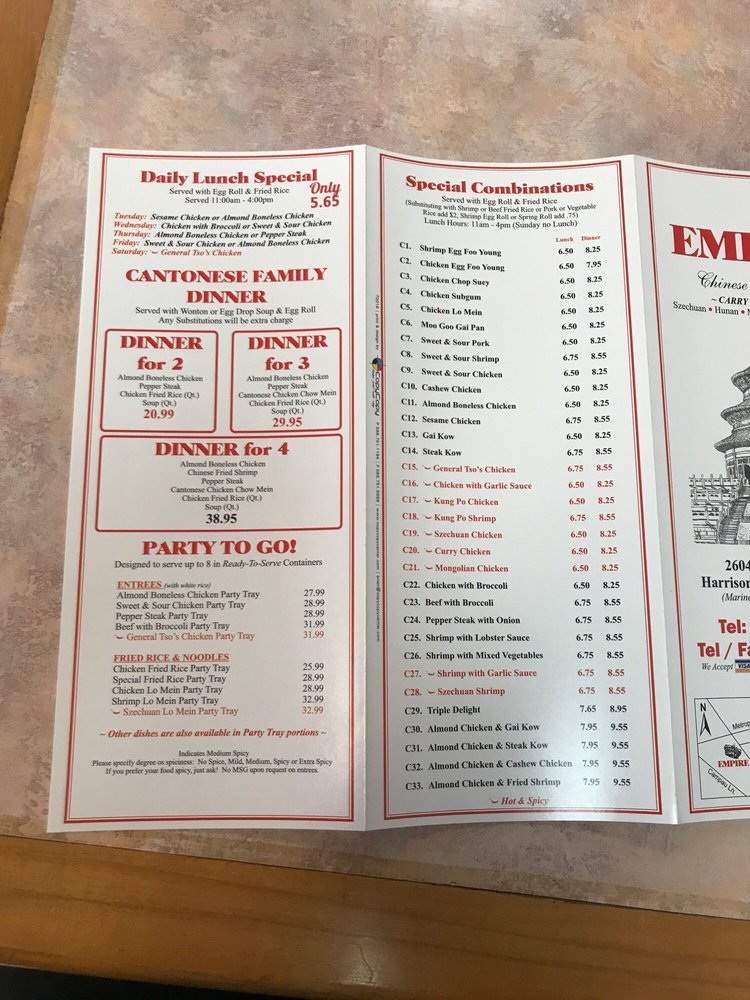 Daily Lunch Special
Served with Egg Roll & Fried Rice
Served 11:00am - 4:00pm
Only
5.65
Tuesday: Sesame Chicken or Almond Boneless Chicken
Wednesday: Chicken with Broccoli or Sweet & Sour Chicken
Thursday: Almond Boneless Chicken or Pepper Steak
Friday: Sweet & Sour Chicken or Almond Boneless Chicken
Saturday: General Tso's Chicken
CANTONESE FAMILY
DINNER
Served with Wonton or Egg Drop Soup & Egg Roll
Any Substitutions will be extra charge
DINNER
for 2
Almond Boneless Chicken
Pepper Steak
Chicken Fried Rice (Qt.)
Soup (Qt.)
20.99
DINNER
for 3
Almond Boneless Chicken
Pepper Steak
Cantonese Chicken Chow Mein
Chicken Fried Rice (Qt.)
Soup (Qt.)
29.95
DINNER for 4
Almond Boneless Chicken
Chinese Fried Shrimp
Pepper Steak
Cantonese Chicken Chow Mein
Chicken Fried Rice (Qt.)
Soup (Qt.)
38.95
PARTY TO GO!
Designed to serve up to 8 in Ready-To-Serve Containers
ENTREES (with white rice)
Almond Boneless Chicken Party Tray 27.99
Sweet & Sour Chicken Party Tray 28.99
Pepper Steak Party Tray 28.99
Beef with Broccoli Party Tray 31.99
General Tso's Chicken Party Tray 31.99
FRIED RICE & NOODLES
Chicken Fried Rice Party Tray 25.99
Special Fried Rice Party Tray 28.99
Chicken Lo Mein Party Tray 28.99
Shrimp Lo Mein Party Tray 32.99
Szechuan Lo Mein Party Tray 32.99
~ Other dishes are also available in Party Tray portions ~
Indicates Medium Spicy
Please specify degree os spiciness: No Spice, Mild, Medium, Spicy or Extra Spicy
If you prefer your food spicy, just ask! No MSG upon request on entrees.
Special Combinations
Served with Egg Roll & Fried Rice
(Substituting with Shrimp or Beef Fried Rice or Pork or Vegetable
Rice add $2, Shrimp Egg Roll or Spring Roll add .75)
Lunch Hours: 11am - 4pm (Sunday no Lunch)
Lunch Dinner
C1. Shrimp Egg Foo Young 6.50 8.25
C2. Chicken Egg Foo Young 6.50 7.95
C3. Chicken Chop Suey 6.50 8.25
C4. Chicken Subgum 6.50 8.25
C5. Chicken Lo Mein 6.50 8.25
C6. Moo Goo Gai Pan 6.50 8.25
C7. Sweet & Sour Pork 6.50 8.25
C8. Sweet & Sour Shrimp 6.75 8.55
C9. Sweet & Sour Chicken 6.50 8.25
C10. Cashew Chicken 6.50 8.25
C11. Almond Boneless Chicken 6.50 8.25
C12. Sesame Chicken 6.75 8.55
C13. Gai Kow 6.50 8.25
C14. Steak Kow 6.75 8.55
C15. General Tso's Chicken 6.75 8.55
C16. Chicken with Garlic Sauce 6.50 8.25
C17. Kung Po Chicken 6.50 8.25
C18. Kung Po Shrimp 6.75 8.55
C19. Szechuan Chicken 6.50 8.25
C20. Curry Chicken 6.50 8.25
C21. Mongolian Chicken 6.50 8.25
C22. Chicken with Broccoli 6.50 8.25
C23. Beef with Broccoli 6.75 8.55
C24. Pepper Steak with Onion 6.75 8.55
C25. Shrimp with Lobster Sauce 6.75 8.55
C26. Shrimp with Mixed Vegetables 6.75 8.55
C27. Shrimp with Garlic Sauce 6.75 8.55
C28. Szechuan Shrimp 6.75 8.55
C29. Triple Delight 7.65 8.95
C30. Almond Chicken & Gai Kow 7.95 9.55
C31. Almond Chicken & Steak Kow 7.95 9.55
C32. Almond Chicken & Cashew Chicken 7.95 9.55
C33. Almond Chicken & Fried Shrimp 7.95 9.55
Hot & Spicy
EMP
Chinese
~ CARRY
Szechuan • Hunan •
2604
Harrison
(Marine
Tel:
Tel / Fa
We Accept VISA
N
Metrop
EMPIRE
Campau Ln.